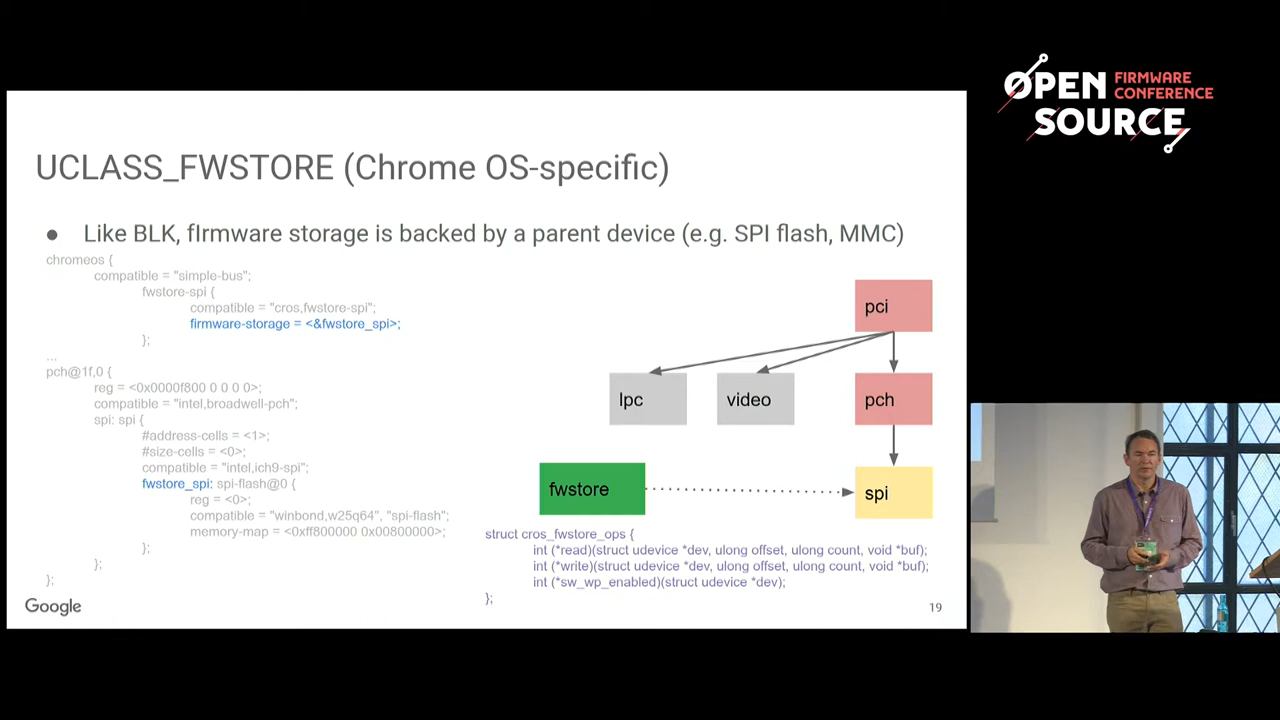 OPEN FIRMWARE
CONFERENCE
SOURCE
UCLASS_FWSTORE (Chrome OS-specific)
● Like BLK, fIrmware storage is backed by a parent device (e.g. SPI flash, MMC)
chromeos {
compatible = "simple-bus";
fwstore-spi {
compatible = "cros,fwstore-spi";
firmware-storage = <&fwstore_spi>;
};
...
pch@1f,0 {
reg = <0x0000f800 0 0 0 0>;
compatible = "intel,broadwell-pch";
spi: spi {
#address-cells = <1>;
#size-cells = <0>;
compatible = "intel,ich9-spi";
fwstore_spi: spi-flash@0 {
reg = <0>;
compatible = "winbond,w25q64", "spi-flash";
memory-map = <0xff800000 0x00800000>;
};
};
};
pci
lpc
video
pch
fwstore
spi
struct cros_fwstore_ops {
int (*read)(struct udevice *dev, ulong offset, ulong count, void *buf);
int (*write)(struct udevice *dev, ulong offset, ulong count, void *buf);
int (*sw_wp_enabled)(struct udevice *dev);
};
Google
19